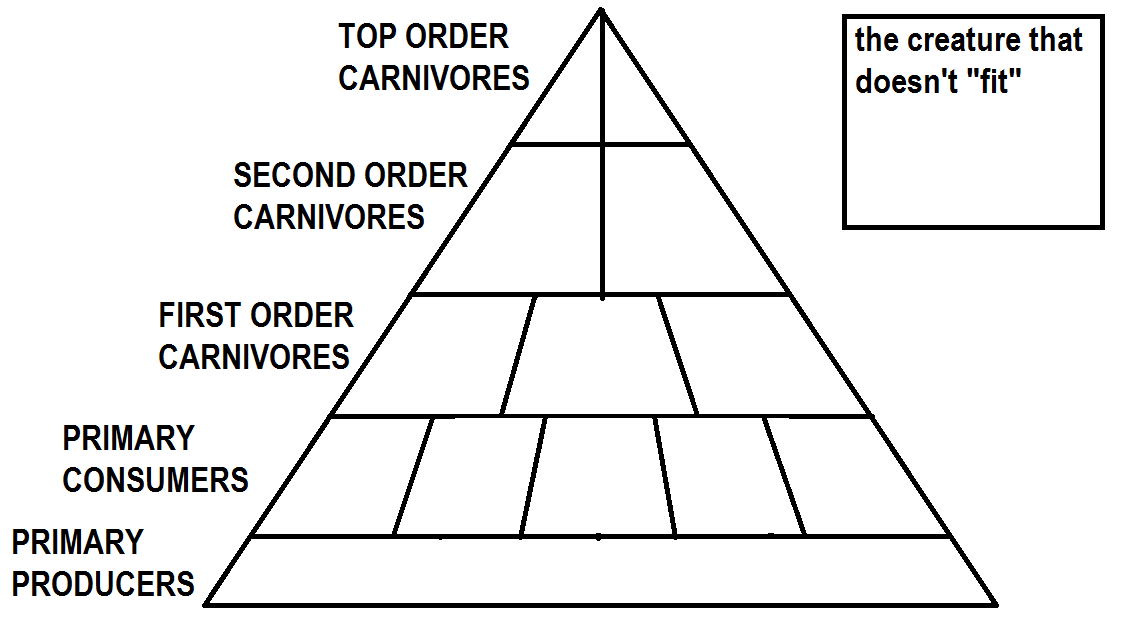 TOP ORDER
CARNIVORES
the creature that
doesn't "fit"
SECOND ORDER
CARNIVORES
FIRST ORDER
CARNIVORES
PRIMARY
CONSUMERS
PRIMARY
PRODUCERS